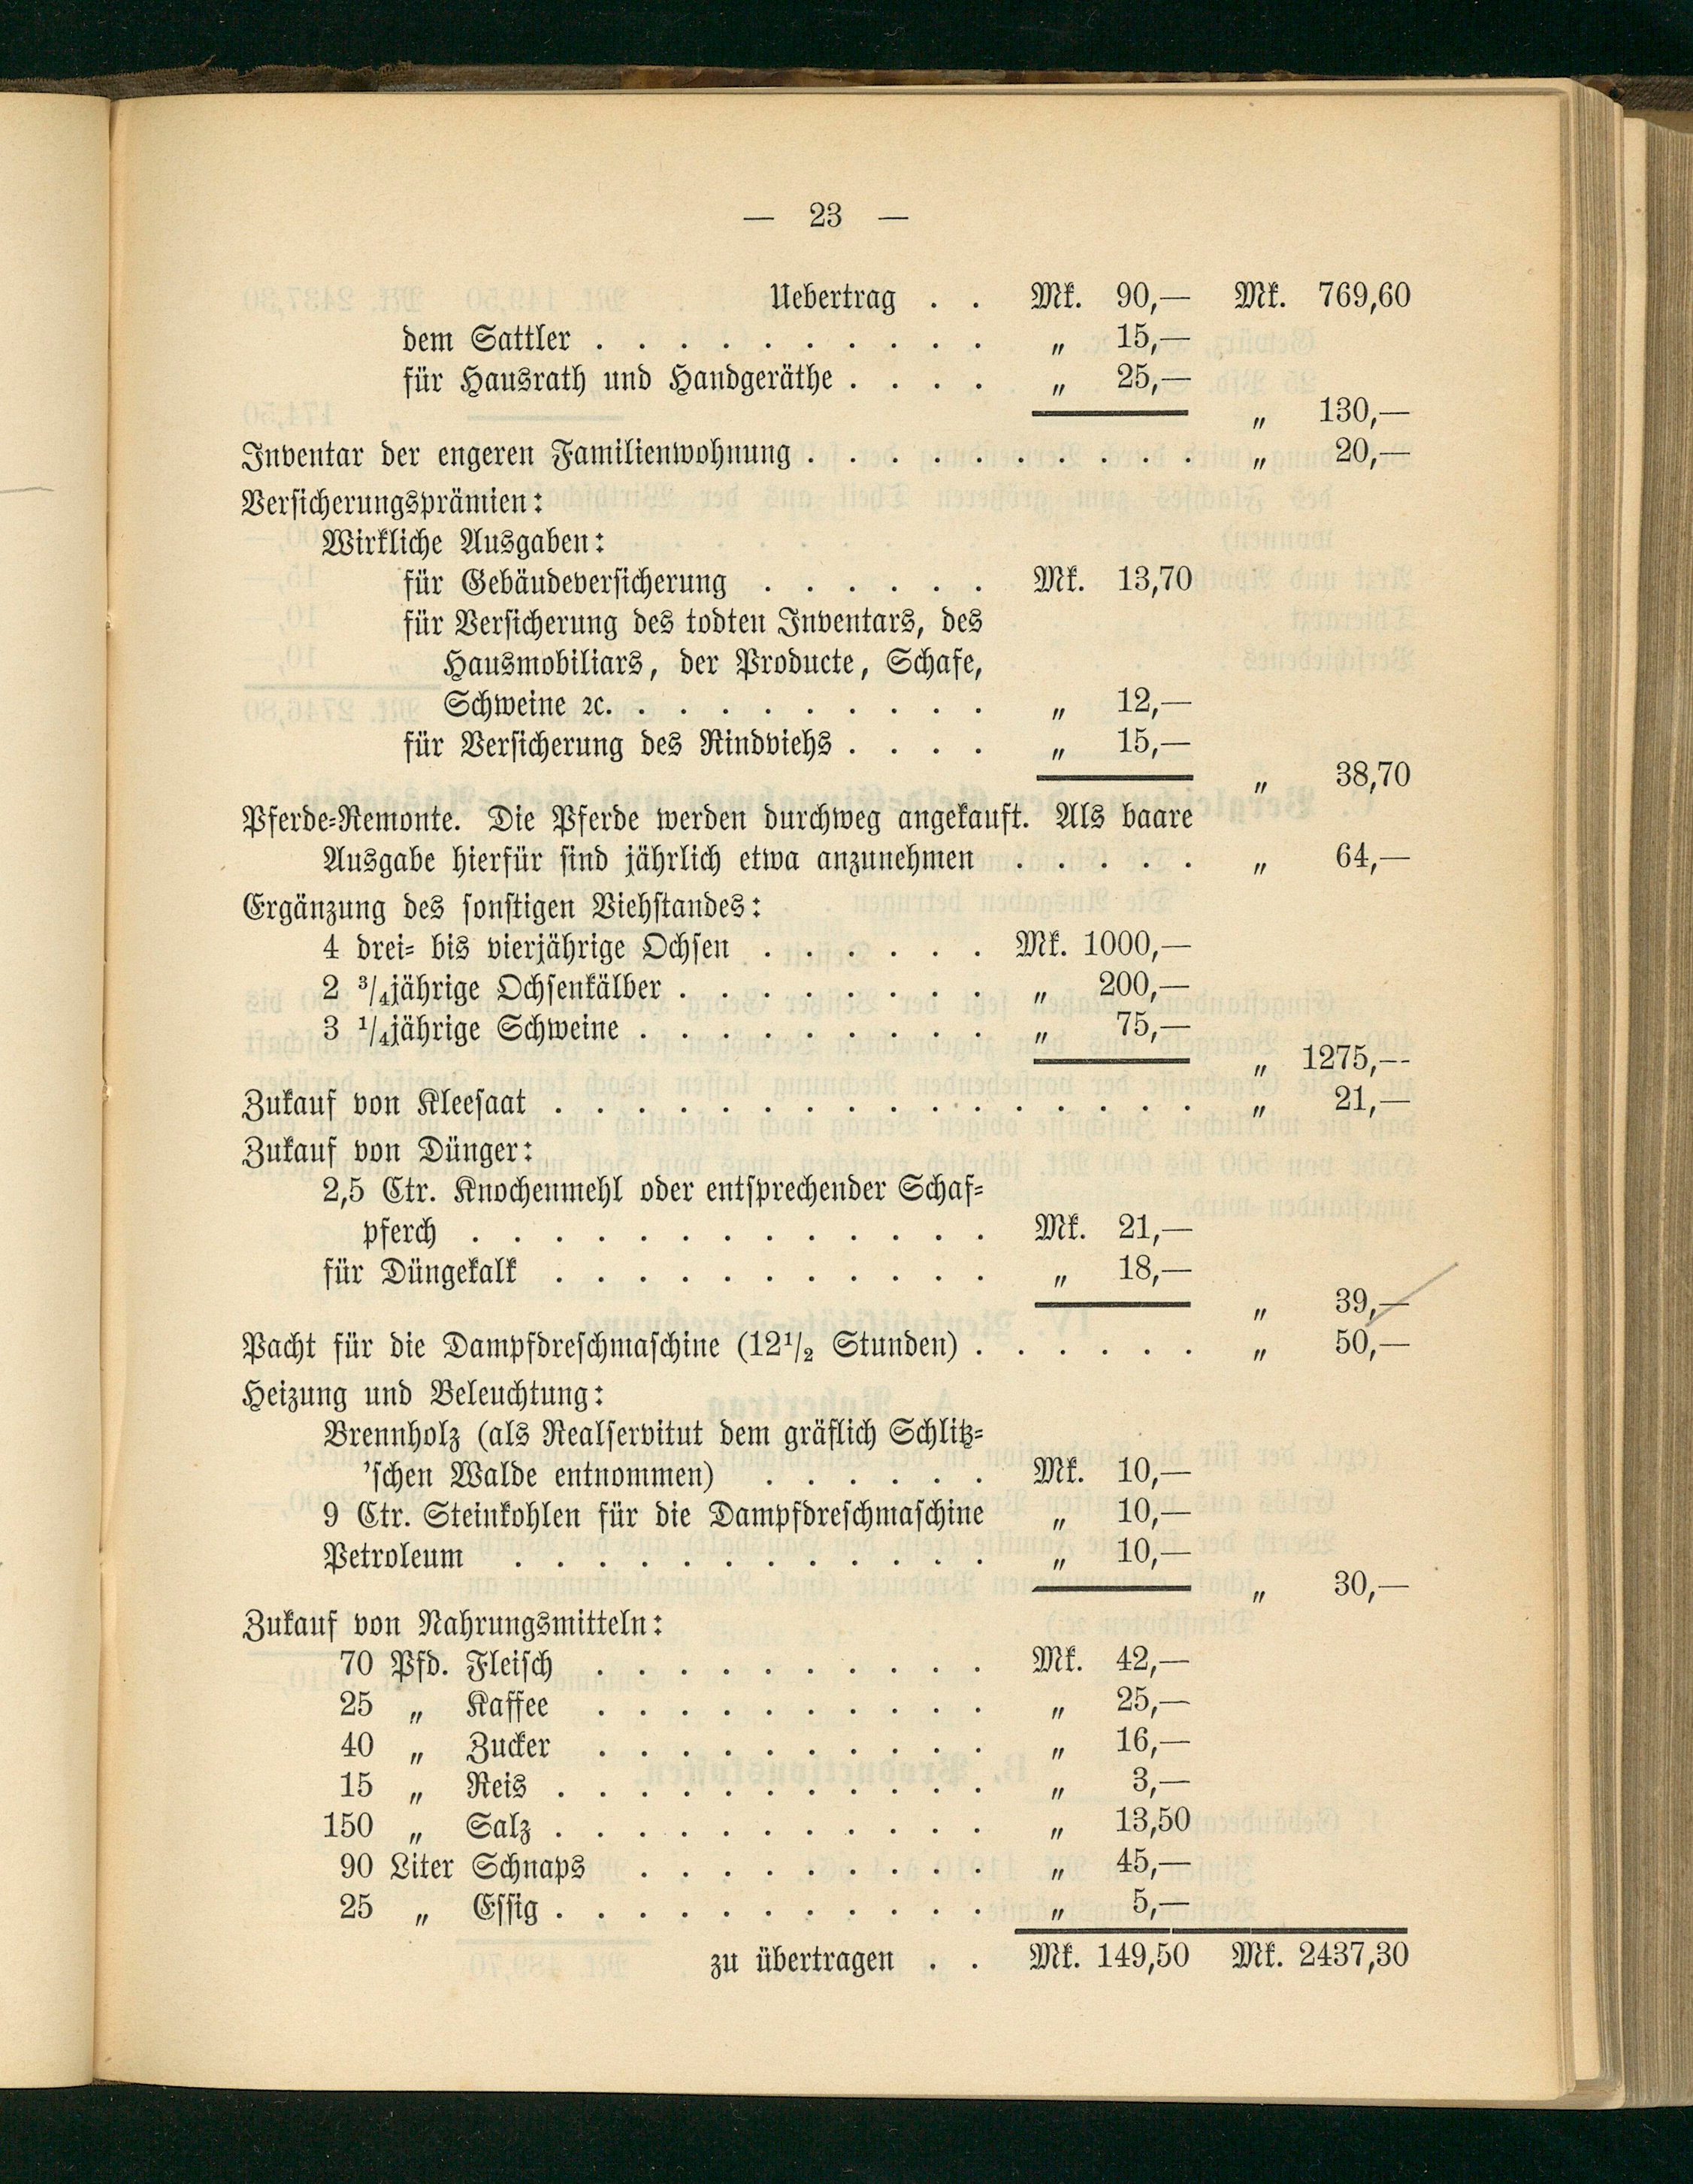 — 23 —
Uebertrag . . Mk. 90,— Mk. 769,60
dem Sattler . . . . . . . . . . „ 15,—
für Hausrath und Handgeräthe . . . . „ 25,—
„ 130,—
Inventar der engeren Familienwohnung . . . . . . . . . . „ 20,—
Versicherungsprämien:
Wirkliche Ausgaben:
für Gebäudeversicherung . . . . . . Mk. 13,70
für Versicherung des todten Inventars, des
Hausmobiliars, der Producte, Schafe,
Schweine ꝛc. . . . . . . . . . „ 12,—
für Versicherung des Rindviehs . . . . „ 15,—
„ 38,70
Pferde-Remonte. Die Pferde werden durchweg angekauft. Als baare
Ausgabe hierfür sind jährlich etwa anzunehmen . . . . . „ 64,—
Ergänzung des sonstigen Viehstandes:
4 drei- bis vierjährige Ochsen . . . . . . Mk. 1000,—
2 ³/₄jährige Ochsenkälber . . . . . . . . „ 200,—
3 ¹/₄jährige Schweine . . . . . . . . . „ 75,—
„ 1275,—
Zukauf von Kleesaat . . . . . . . . . . . . . . . . „ 21,—
Zukauf von Dünger:
2,5 Ctr. Knochenmehl oder entsprechender Schaf-
pferch . . . . . . . . . . . . . Mk. 21,—
für Düngekalk . . . . . . . . . . . „ 18,—
„ 39,—
Pacht für die Dampfdreschmaschine (12¹/₂ Stunden) . . . . . . „ 50,—
Heizung und Beleuchtung:
Brennholz (als Realservitut dem gräflich Schlitz-
'schen Walde entnommen) . . . . . . Mk. 10,—
9 Ctr. Steinkohlen für die Dampfdreschmaschine „ 10,—
Petroleum . . . . . . . . . . . . „ 10,—
„ 30,—
Zukauf von Nahrungsmitteln:
70 Pfd. Fleisch . . . . . . . . . . Mk. 42,—
25 „ Kaffee . . . . . . . . . . „ 25,—
40 „ Zucker . . . . . . . . . . „ 16,—
15 „ Reis . . . . . . . . . . . „ 3,—
150 „ Salz . . . . . . . . . . . „ 13,50
90 Liter Schnaps . . . . . . . . . „ 45,—
25 „ Essig . . . . . . . . . . . „ 5,—
zu übertragen . . Mk. 149,50 Mk. 2437,30